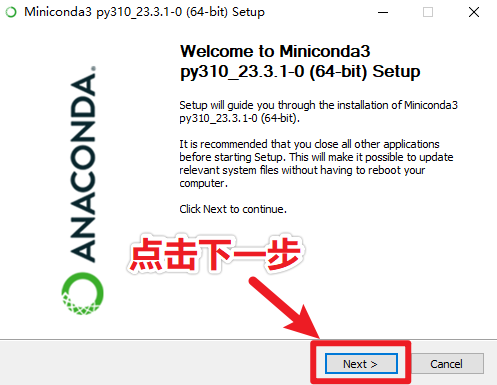 Miniconda3 py310_23.3.1-0 (64-bit) Setup
Welcome to Miniconda3
py310_23.3.1-0 (64-bit) Setup
Setup will guide you through the installation of Miniconda3
py310_23.3.1-0 (64-bit).
It is recommended that you close all other applications
before starting Setup. This will make it possible to update
relevant system files without having to reboot your
computer.
Click Next to continue.
ANACONDA.
点击下一步
Next >
Cancel